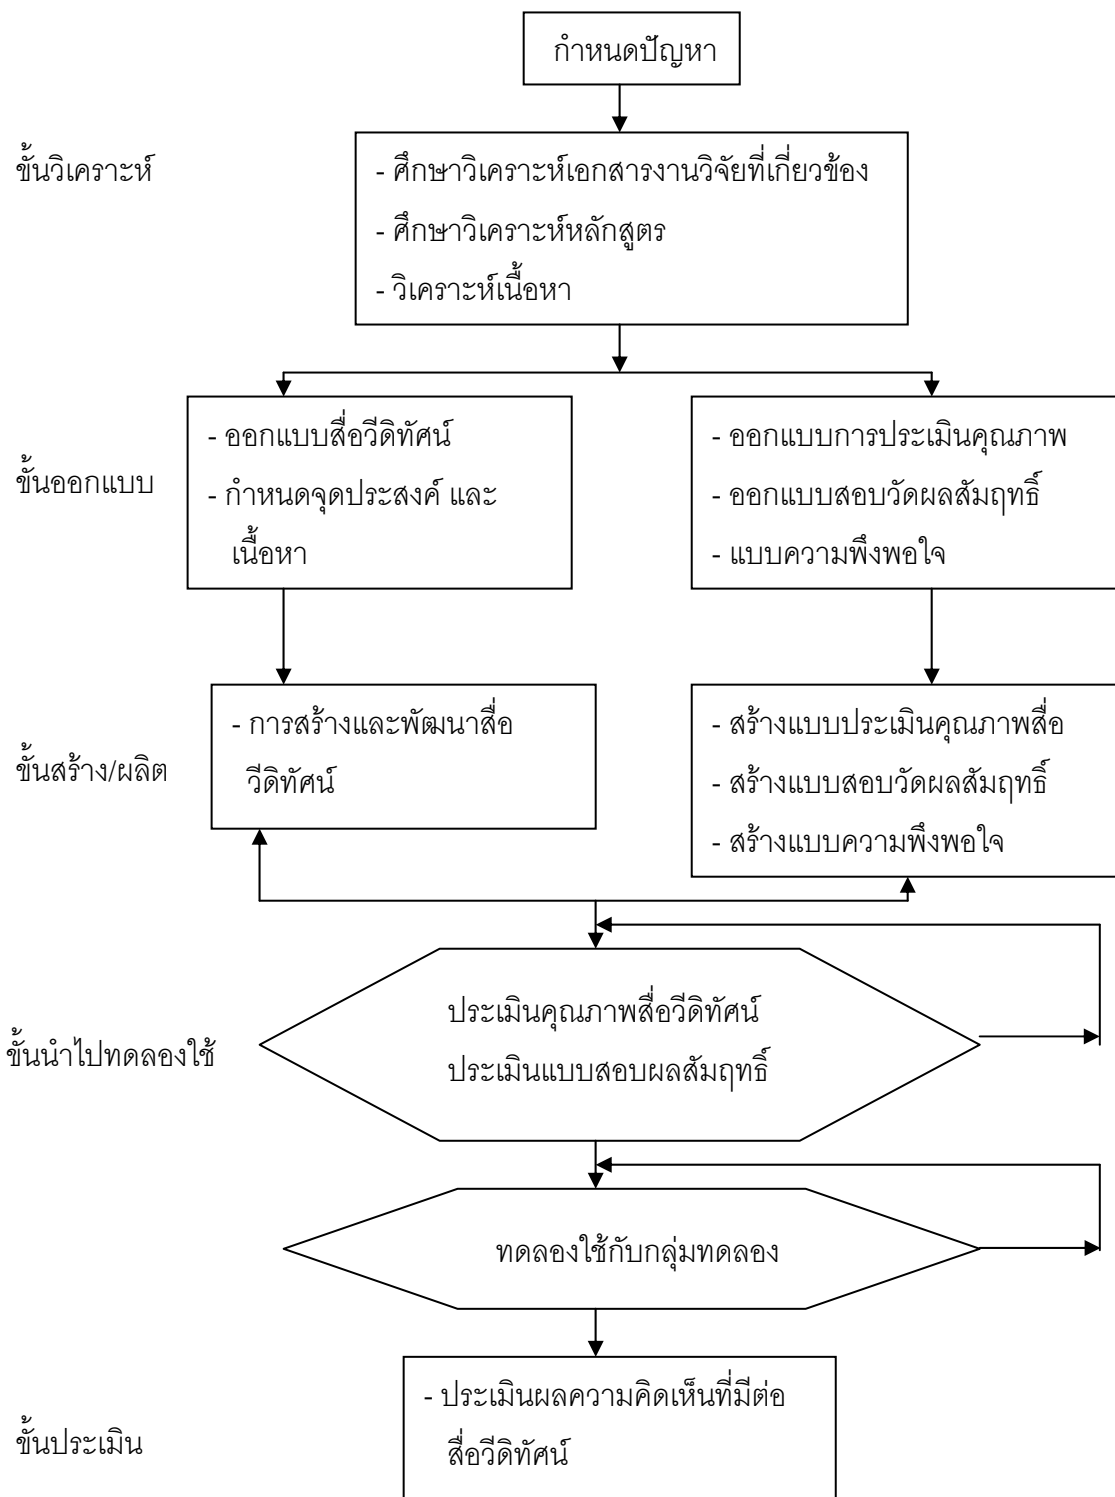 กำหนดปัญหา
ขั้นวิเคราะห์
- ศึกษาวิเคราะห์เอกสารงานวิจัยที่เกี่ยวข้อง
- ศึกษาวิเคราะห์หลักสูตร
- วิเคราะห์เนื้อหา
ขั้นออกแบบ
- ออกแบบสื่อวีดิทัศน์
- กำหนดจุดประสงค์ และ
เนื้อหา
- ออกแบบการประเมินคุณภาพ
- ออกแบบสอบวัดผลสัมฤทธิ์
- แบบความพึงพอใจ
ขั้นสร้าง/ผลิต
- การสร้างและพัฒนาสื่อ
วีดิทัศน์
- สร้างแบบประเมินคุณภาพสื่อ
- สร้างแบบสอบวัดผลสัมฤทธิ์
- สร้างแบบความพึงพอใจ
ขั้นนำไปทดลองใช้
ประเมินคุณภาพสื่อวีดิทัศน์
ประเมินแบบสอบผลสัมฤทธิ์
ทดลองใช้กับกลุ่มทดลอง
ขั้นประเมิน
- ประเมินผลความคิดเห็นที่มีต่อ
สื่อวีดิทัศน์